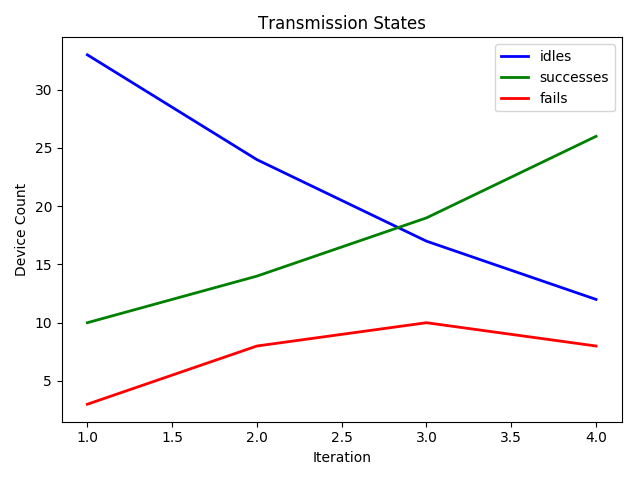 Transmission States
idles
successes
fails
Device Count
30
25
20
15
10
5
1.0 1.5 2.0 2.5 3.0 3.5 4.0
Iteration